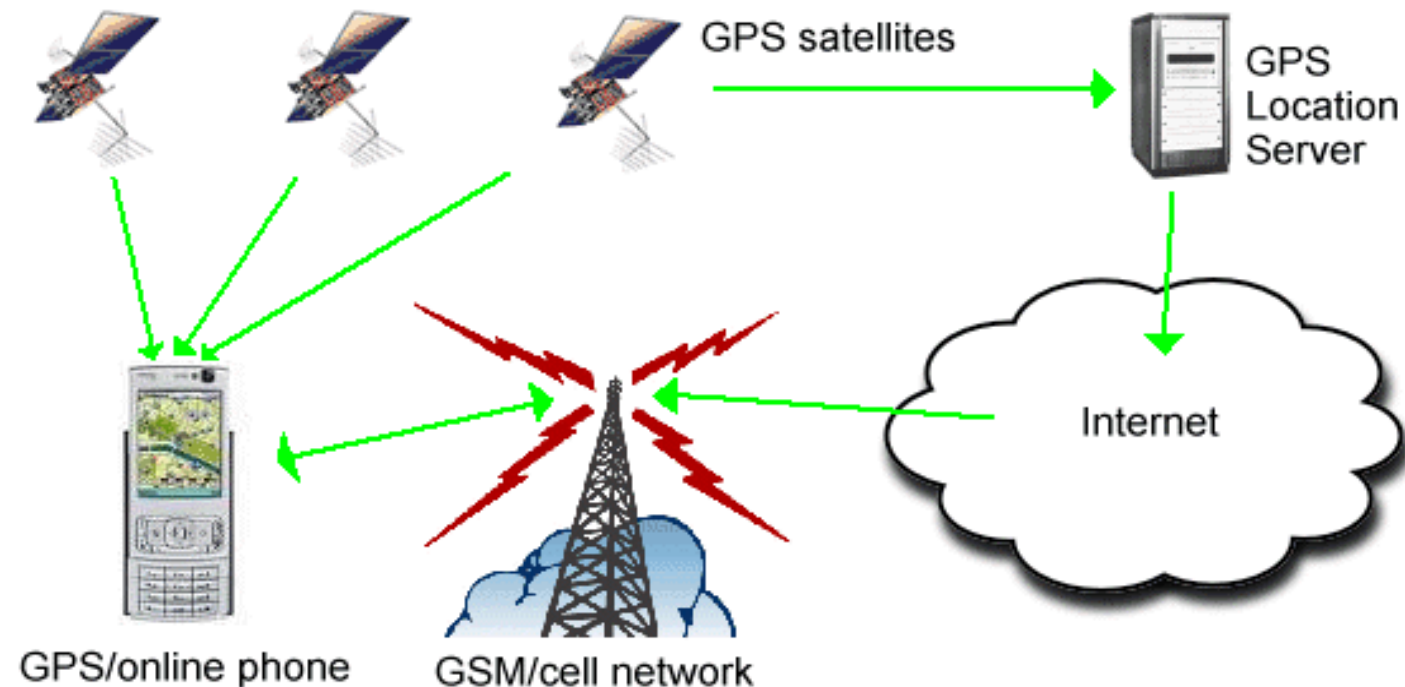 GPS satellites
GPS
Location
Server
Internet
GPS/online phone
GSM/cell network